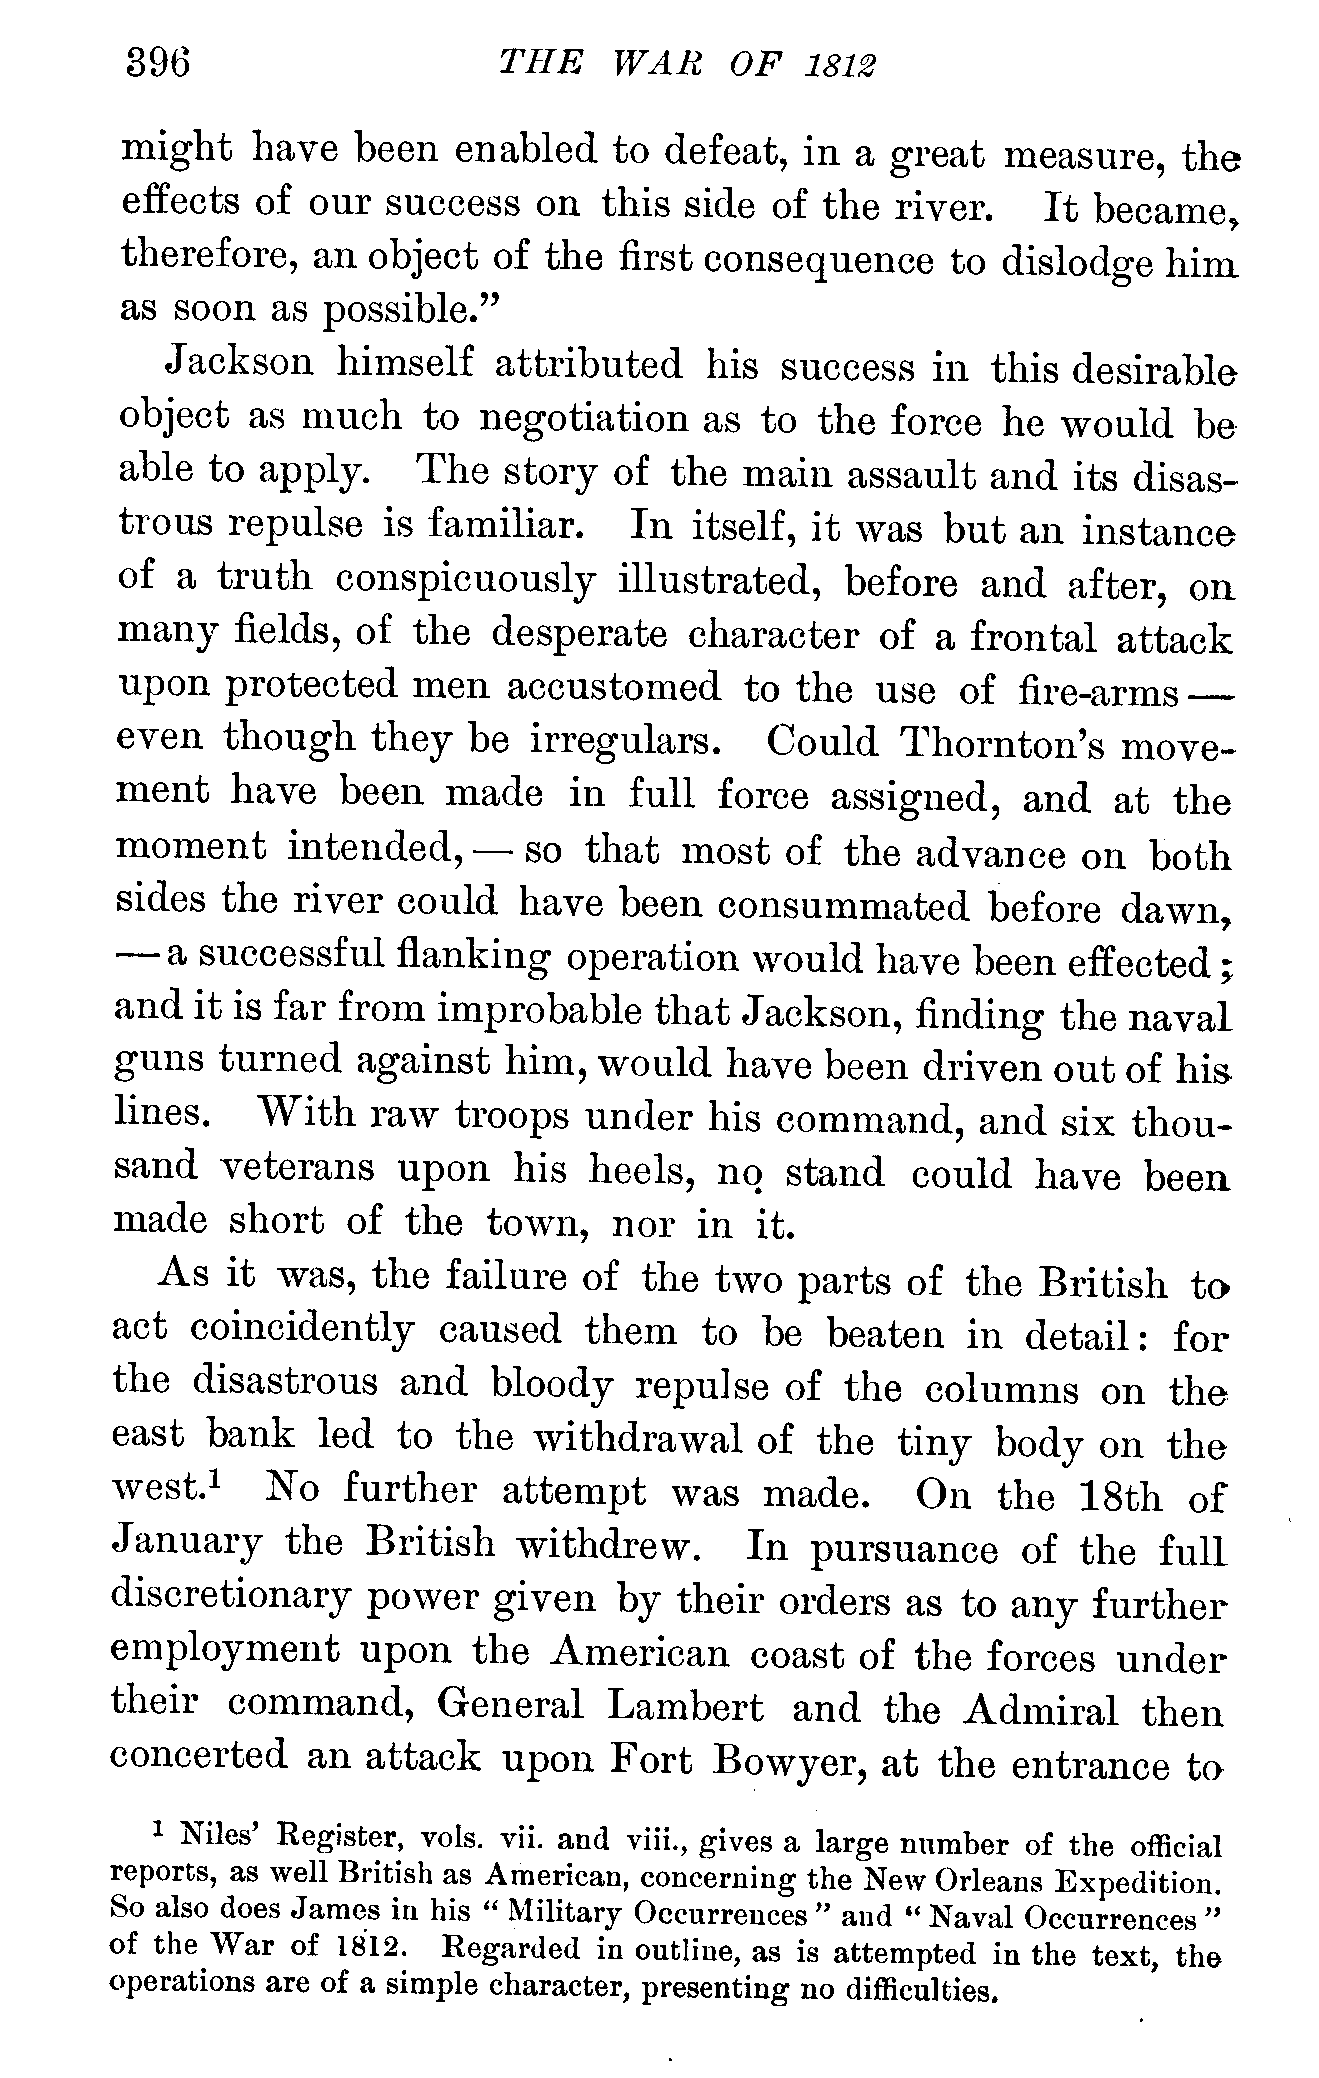 396 THE WAR OF 1812
might have been enabled to defeat, in a great measure, the
effects of our success on this side of the river. It became,
therefore, an object of the first consequence to dislodge him
as soon as possible.”
Jackson himself attributed his success in this desirable
object as much to negotiation as to the force he would be
able to apply. The story of the main assault and its disas-
trous repulse is familiar. In itself, it was but an instance
of a truth conspicuously illustrated, before and after, on
many fields, of the desperate character of a frontal attack
upon protected men accustomed to the use of fire-arms —
even though they be irregulars. Could Thornton’s move-
ment have been made in full force assigned, and at the
moment intended, — so that most of the advance on both
sides the river could have been consummated before dawn,
— a successful flanking operation would have been effected;
and it is far from improbable that Jackson, finding the naval
guns turned against him, would have been driven out of his
lines. With raw troops under his command, and six thou-
sand veterans upon his heels, no stand could have been
made short of the town, nor in it.
As it was, the failure of the two parts of the British to
act coincidently caused them to be beaten in detail: for
the disastrous and bloody repulse of the columns on the
east bank led to the withdrawal of the tiny body on the
west.¹ No further attempt was made. On the 18th of
January the British withdrew. In pursuance of the full
discretionary power given by their orders as to any further
employment upon the American coast of the forces under
their command, General Lambert and the Admiral then
concerted an attack upon Fort Bowyer, at the entrance to
¹ Niles’ Register, vols. vii. and viii., gives a large number of the official
reports, as well British as American, concerning the New Orleans Expedition.
So also does James in his “Military Occurrences” and “Naval Occurrences”
of the War of 1812. Regarded in outline, as is attempted in the text, the
operations are of a simple character, presenting no difficulties.